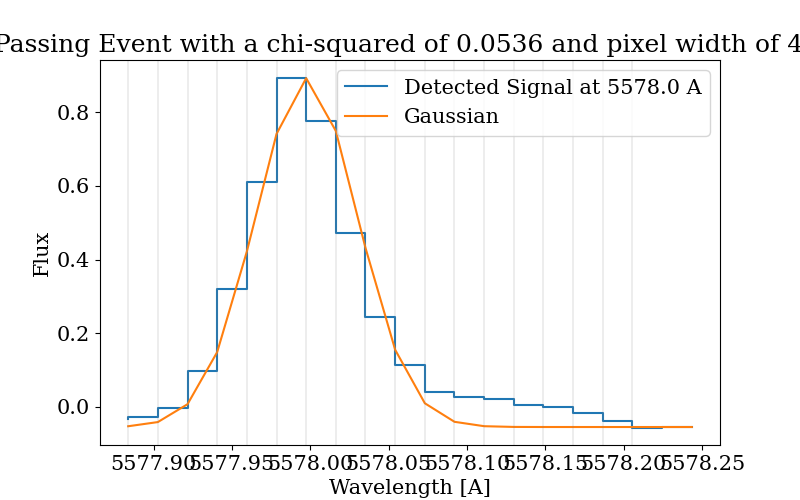 Passing Event with a chi-squared of 0.0536 and pixel width of 4
Detected Signal at 5578.0 A
Gaussian
Flux
0.8
0.6
0.4
0.2
0.0
5577.90 5577.95 5578.00 5578.05 5578.10 5578.15 5578.20 5578.25
Wavelength [A]